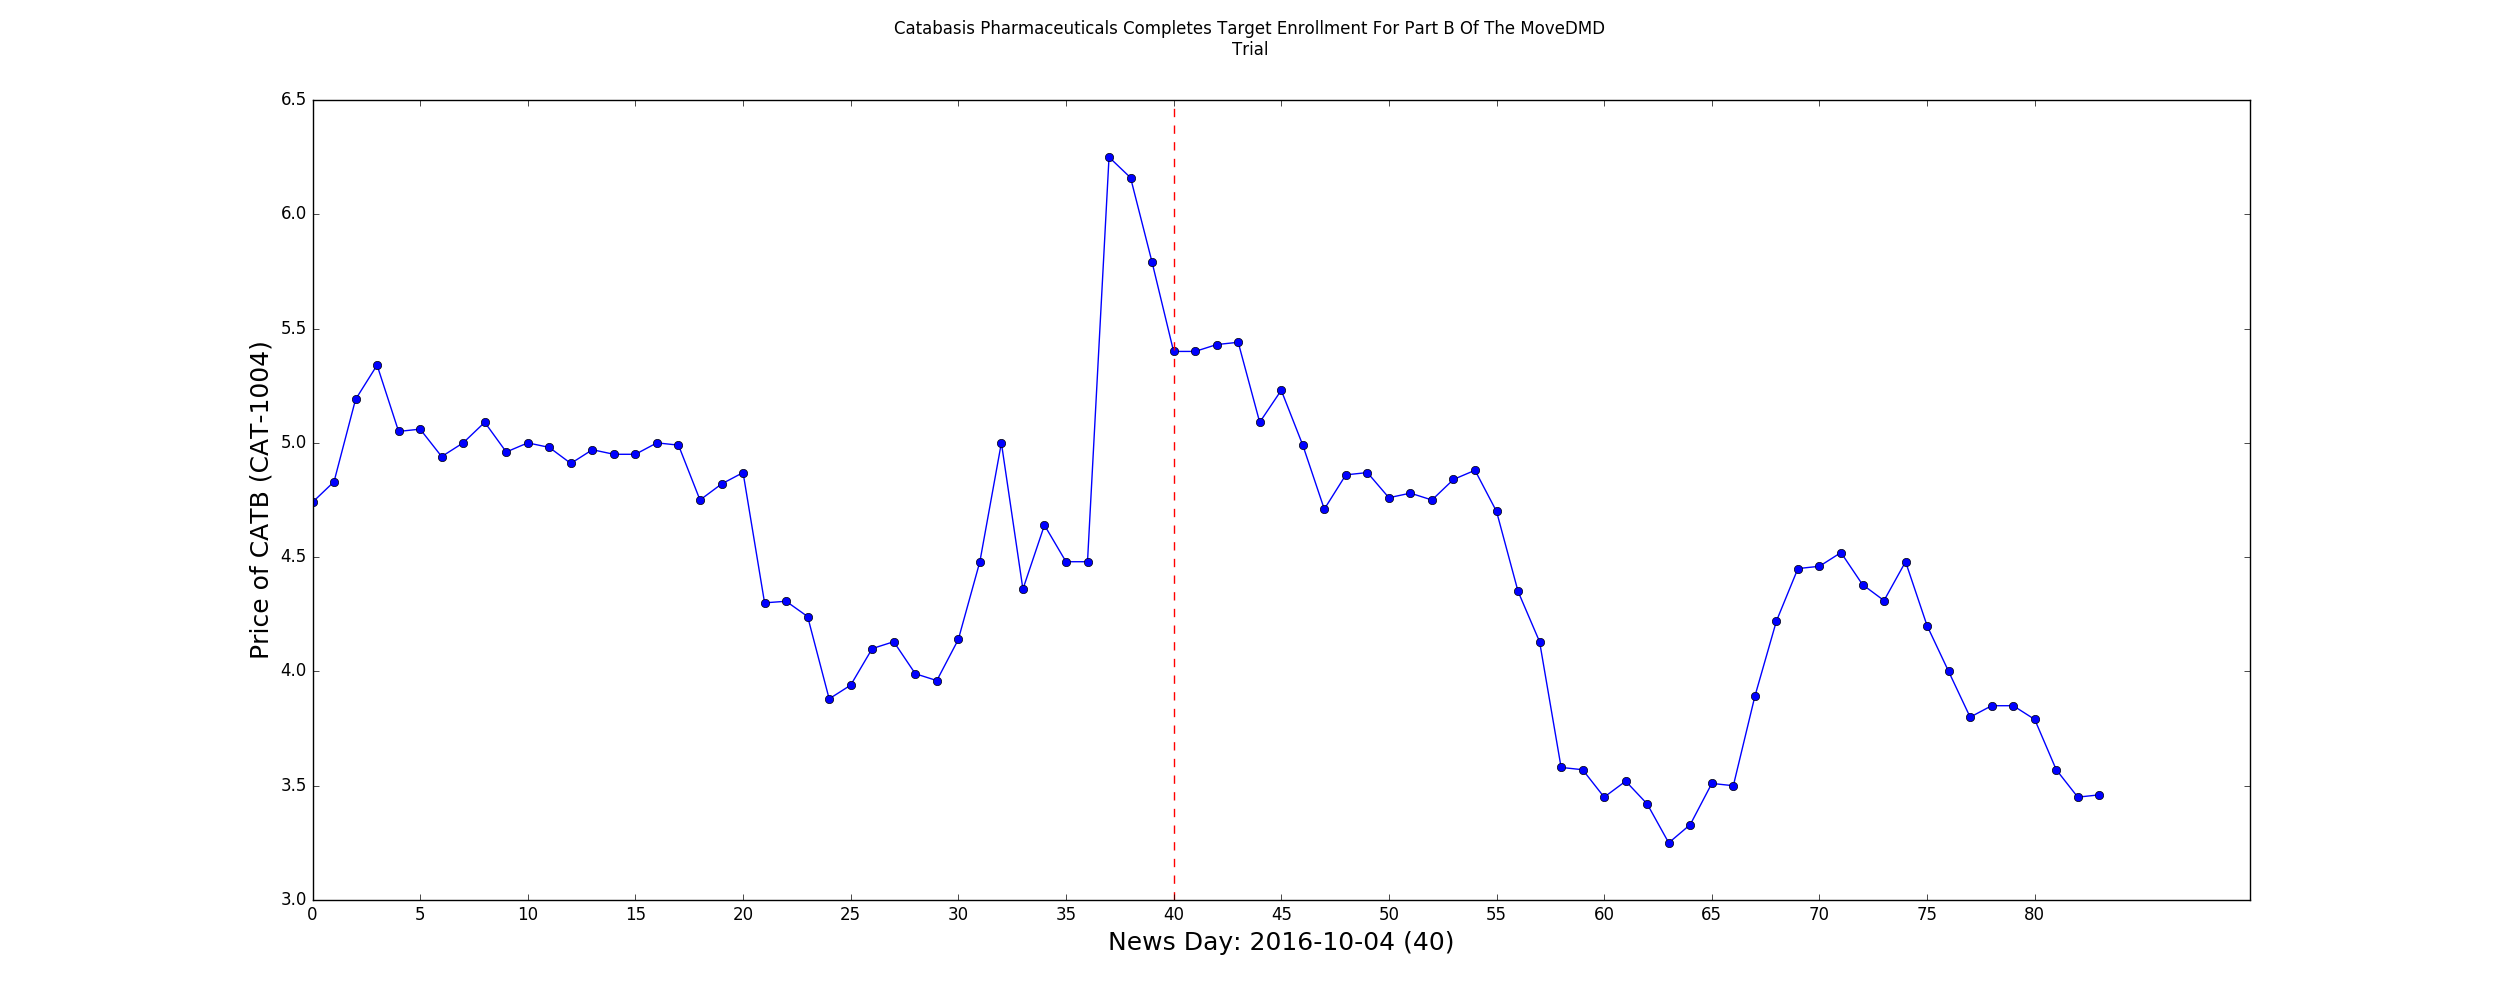 Catabasis Pharmaceuticals Completes Target Enrollment For Part B Of The MoveDMD
Trial
6.5
6.0
5.5
5.0
4.5
4.0
3.5
3.0
Price of CATB (CAT-1004)
0 5 10 15 20 25 30 35 40 45 50 55 60 65 70 75 80
News Day: 2016-10-04 (40)